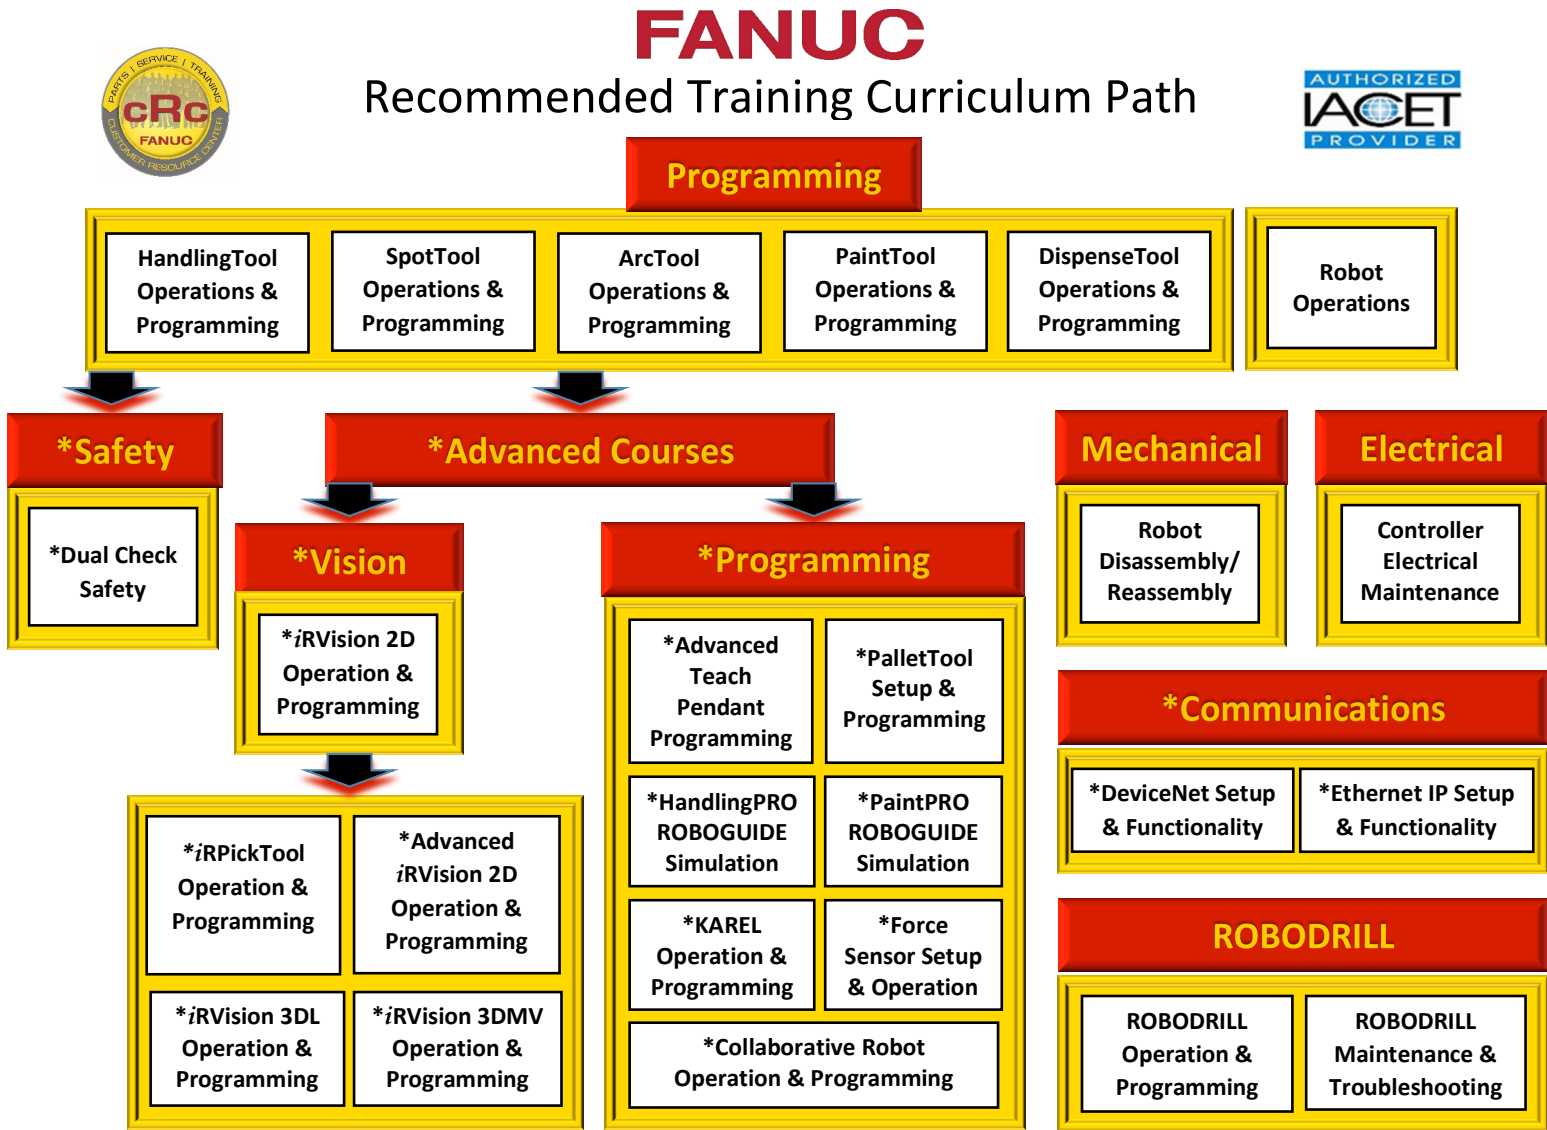 FANUC
Recommended Training Curriculum Path
PARTS | SERVICE | TRAINING
cRc
FANUC
CUSTOMER RESOURCE CENTER
AUTHORIZED
IACET
PROVIDER
Programming
HandlingTool
Operations &
Programming
SpotTool
Operations &
Programming
ArcTool
Operations &
Programming
PaintTool
Operations &
Programming
DispenseTool
Operations &
Programming
Robot
Operations
*Safety
*Dual Check
Safety
*Advanced Courses
*Vision
*iRVision 2D
Operation &
Programming
*iRPickTool
Operation &
Programming
*Advanced
iRVision 2D
Operation &
Programming
*iRVision 3DL
Operation &
Programming
*iRVision 3DMV
Operation &
Programming
*Programming
*Advanced
Teach
Pendant
Programming
*PalletTool
Setup &
Programming
*HandlingPRO
ROBOGUIDE
Simulation
*PaintPRO
ROBOGUIDE
Simulation
*KAREL
Operation &
Programming
*Force
Sensor Setup
& Operation
*Collaborative Robot
Operation & Programming
Mechanical
Robot
Disassembly/
Reassembly
Electrical
Controller
Electrical
Maintenance
*Communications
*DeviceNet Setup
& Functionality
*Ethernet IP Setup
& Functionality
ROBODRILL
ROBODRILL
Operation &
Programming
ROBODRILL
Maintenance &
Troubleshooting